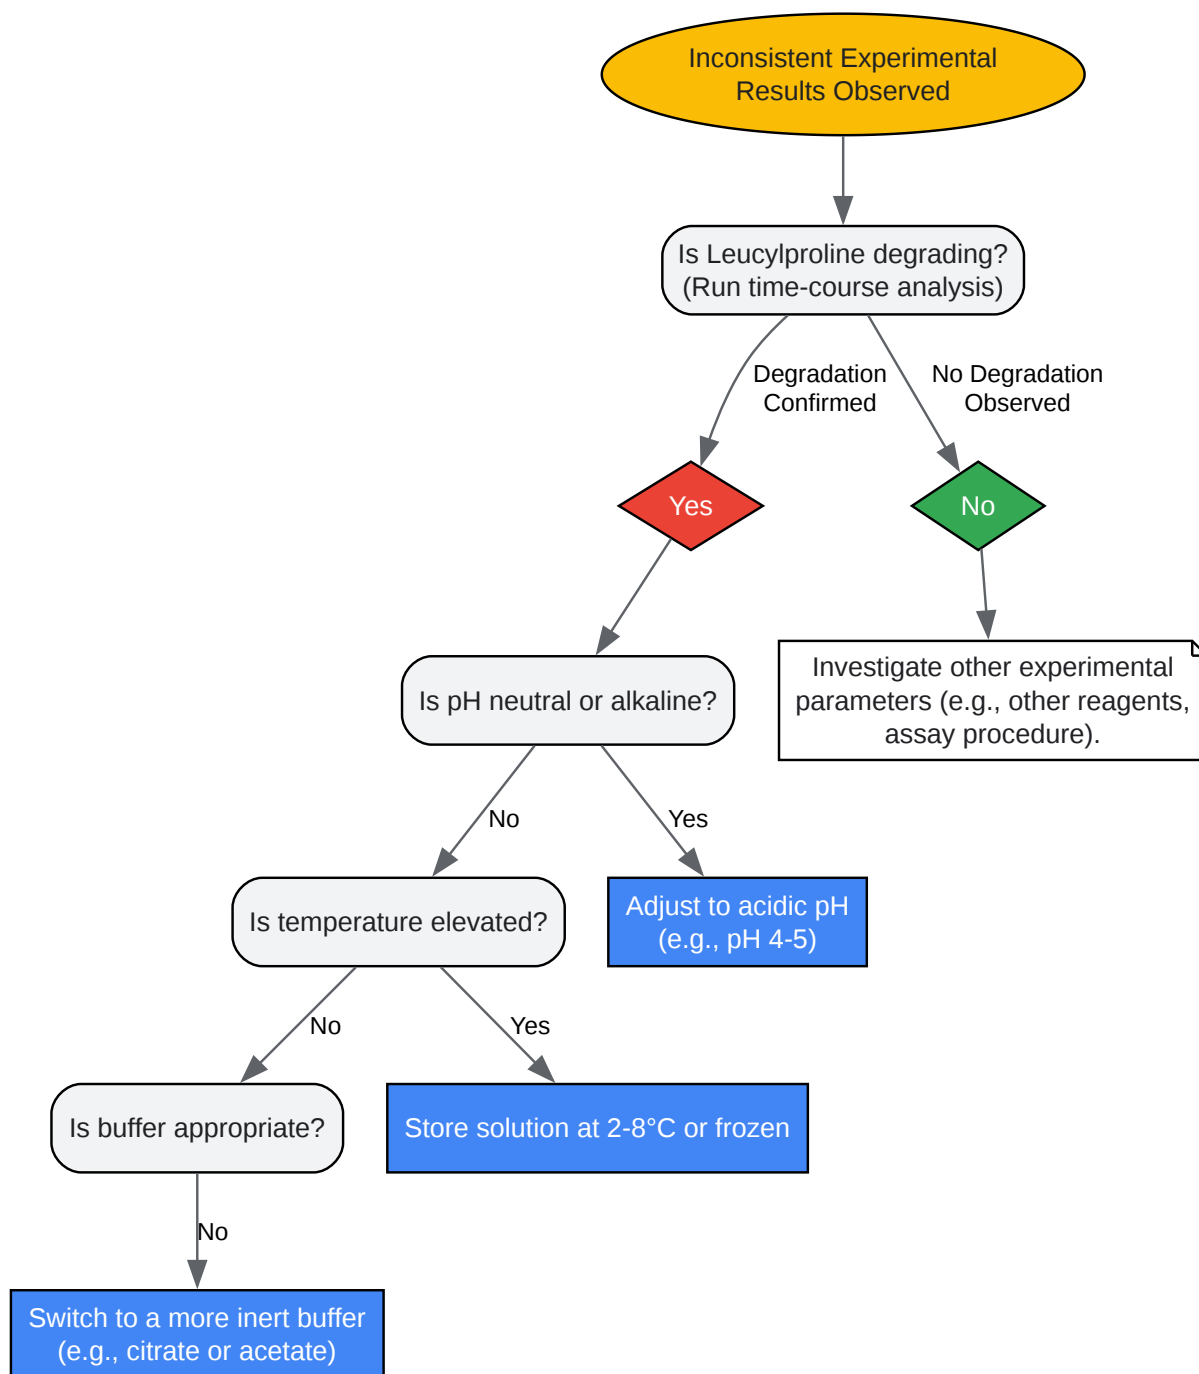 Inconsistent Experimental
Results Observed
Is Leucylproline degrading?
(Run time-course analysis)
Degradation
Confirmed
No Degradation
Observed
Yes
No
Is pH neutral or alkaline?
Investigate other experimental
parameters (e.g., other reagents,
assay procedure).
No
Yes
Is temperature elevated?
Adjust to acidic pH
(e.g., pH 4-5)
No
Yes
Is buffer appropriate?
Store solution at 2-8°C or frozen
No
Switch to a more inert buffer
(e.g., citrate or acetate)